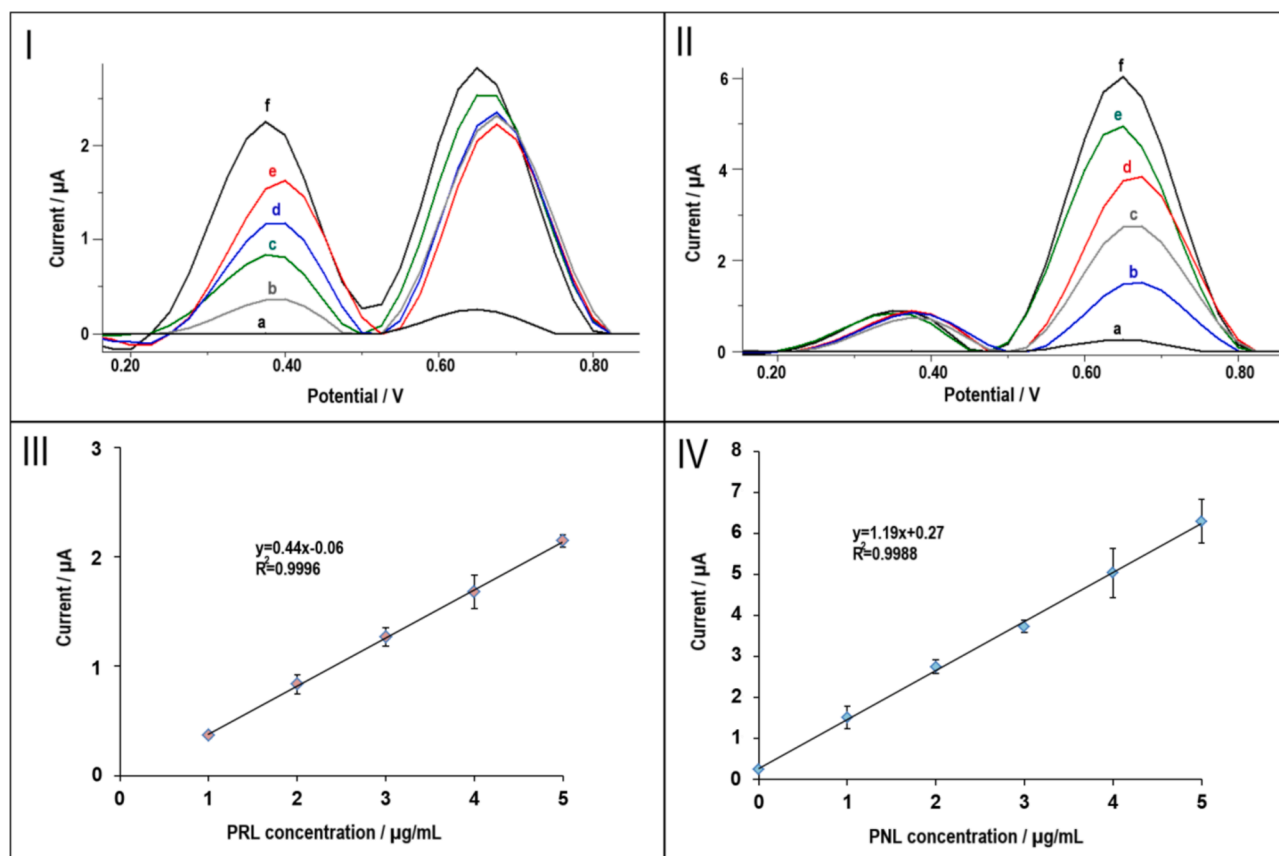 I
f
e
d
c
b
a
2
1
0
Current / µA
0.20
0.40
0.60
0.80
Potential / V
II
f
e
d
c
b
a
6
4
2
0
Current / µA
0.20
0.40
0.60
0.80
Potential / V
III
3
2
1
0
Current / µA
y=0.44x-0.06
R²=0.9996
0
1
2
3
4
5
PRL concentration / µg/mL
IV
8
7
6
5
4
3
2
1
0
Current / µA
y=1.19x+0.27
R²=0.9988
0
1
2
3
4
5
PNL concentration / µg/mL